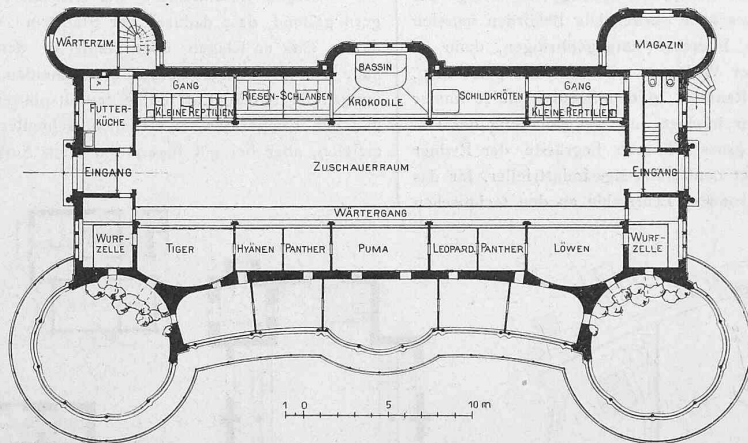 WÄRTERZIM.
MAGAZIN
BASSIN
GANG
GANG
FUTTER-
KÜCHE
KLEINE REPTILIEN
RIESEN-SCHLANGEN
KROKODILE
SCHILDKRÖTEN
KLEINE REPTILIEN
EINGANG
ZUSCHAUERRAUM
EINGANG
WÄRTERGANG
WURF-
ZELLE
TIGER
HYÄNEN
PANTHER
PUMA
LEOPARD.
PANTHER
LÖWEN
WURF-
ZELLE
1 0 5 10 m